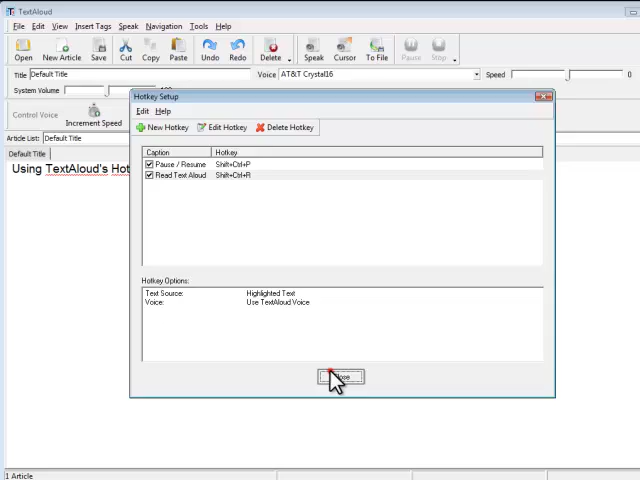 TextAloud
File Edit View Insert Tags Speak Navigation Tools Help
Open New Article Save Cut Copy Paste Undo Redo Delete Speak Cursor To File Pause Stop
Title Default Title Voice AT&T Crystal16 Speed 0
System Volume
Control Voice Increment Speed
Article List: Default Title
Default Title
Using TextAloud's Hot
Hotkey Setup
Edit Help
New Hotkey Edit Hotkey Delete Hotkey
Caption Hotkey
Pause / Resume Shift+Ctrl+P
Read Text Aloud Shift+Ctrl+R
Hotkey Options:
Text Source: Highlighted Text
Voice: Use TextAloud Voice
1 Article